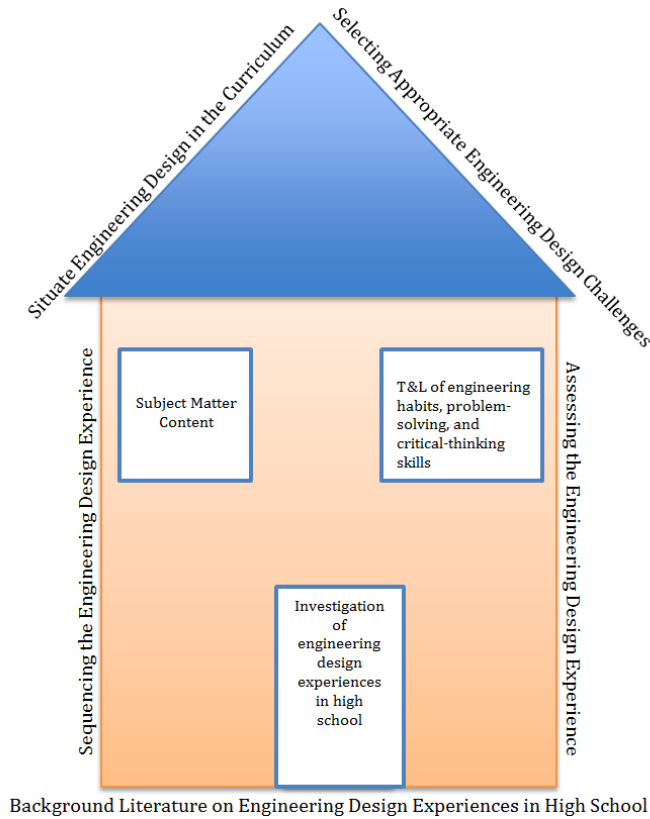 Situate Engineering Design in the Curriculum
Selecting Appropriate Engineering Design Challenges
Sequencing the Engineering Design Experience
Subject Matter
Content
T&L of engineering
habits, problem-
solving, and
critical-thinking
skills
Assessing the Engineering Design Experience
Investigation
of
engineering
design
experiences
in high
school
Background Literature on Engineering Design Experiences in High School